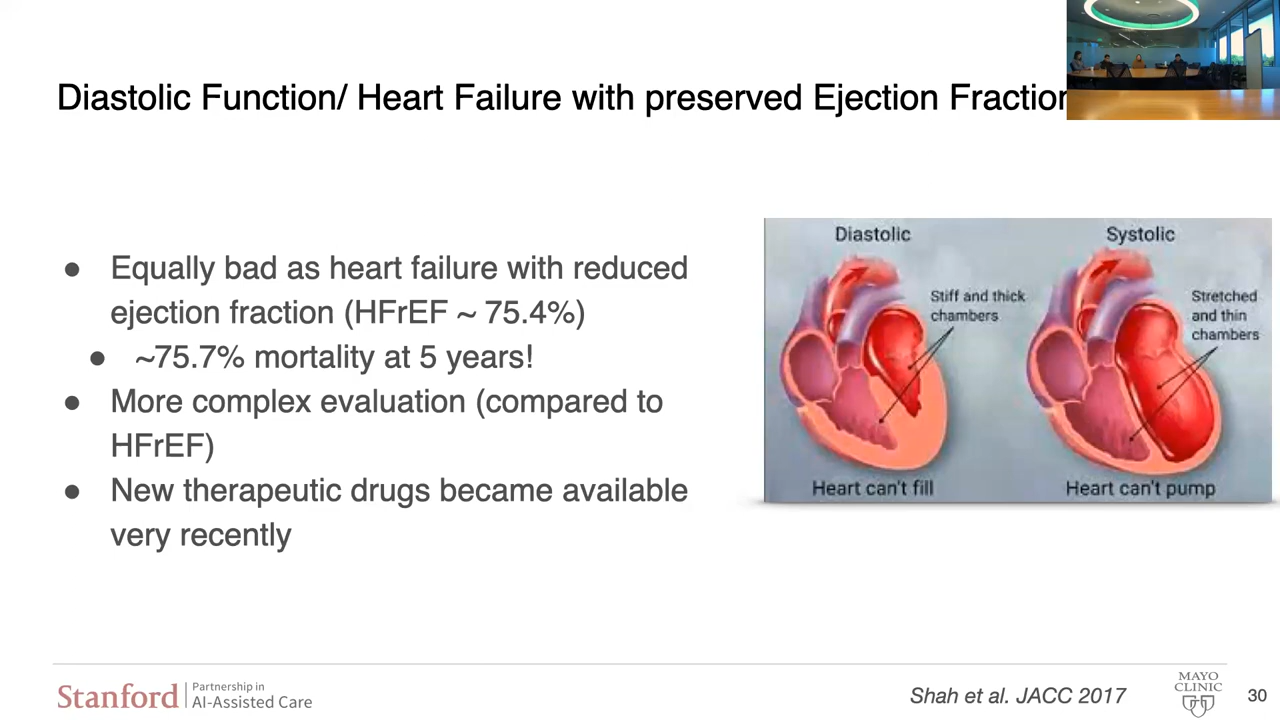 Diastolic Function/ Heart Failure with preserved Ejection Fraction
● Equally bad as heart failure with reduced
ejection fraction (HFrEF ~ 75.4%)
● ~75.7% mortality at 5 years!
● More complex evaluation (compared to
HFrEF)
● New therapeutic drugs became available
very recently
Diastolic
Stiff and thick
chambers
Heart can't fill
Systolic
Stretched
and thin
chambers
Heart can't pump
Stanford
Partnership in
AI-Assisted Care
Shah et al. JACC 2017
MAYO
CLINIC
30